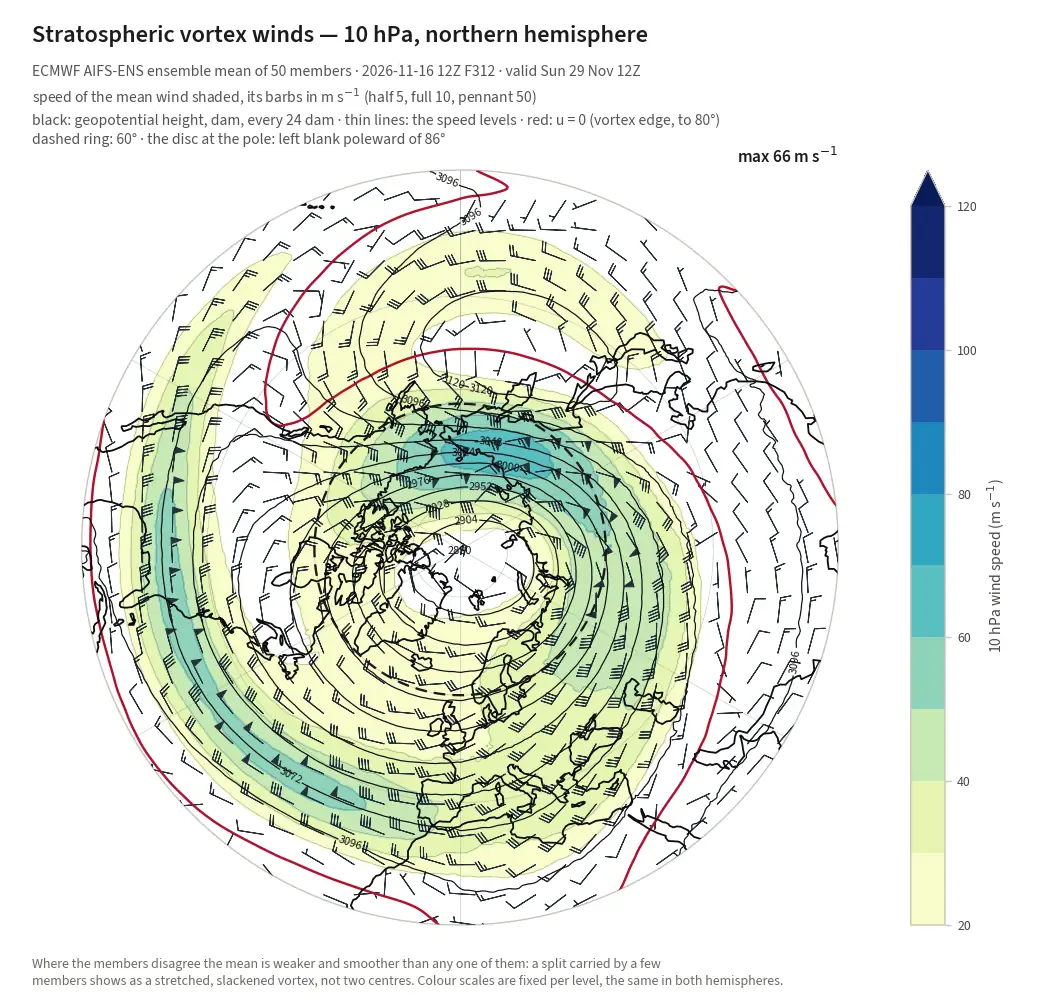 Stratospheric vortex winds — 10 hPa, northern hemisphere
ECMWF AIFS-ENS ensemble mean of 50 members · 2026-11-16 12Z F312 · valid Sun 29 Nov 12Z
speed of the mean wind shaded, its barbs in m s⁻¹ (half 5, full 10, pennant 50)
black: geopotential height, dam, every 24 dam · thin lines: the speed levels · red: u = 0 (vortex edge, to 80°)
dashed ring: 60° · the disc at the pole: left blank poleward of 86°
max 66 m s⁻¹
3096
3096
120
100
80
60
40
20
10 hPa wind speed (m s⁻¹)
3120
3120
3096
2976
2952
2928
2904
3096
3072
3096
Where the members disagree the mean is weaker and smoother than any one of them: a split carried by a few
members shows as a stretched, slackened vortex, not two centres. Colour scales are fixed per level, the same in both hemispheres.